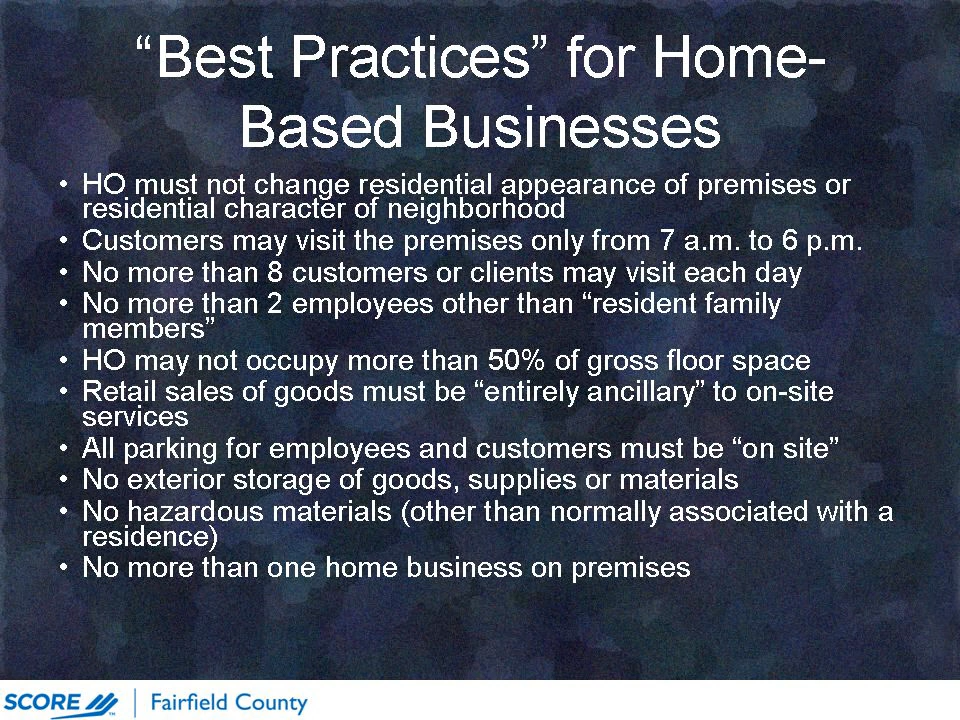 “Best Practices” for Home-
Based Businesses
• HO must not change residential appearance of premises or
residential character of neighborhood
• Customers may visit the premises only from 7 a.m. to 6 p.m.
• No more than 8 customers or clients may visit each day
• No more than 2 employees other than “resident family
members”
• HO may not occupy more than 50% of gross floor space
• Retail sales of goods must be “entirely ancillary” to on-site
services
• All parking for employees and customers must be “on site”
• No exterior storage of goods, supplies or materials
• No hazardous materials (other than normally associated with a
residence)
• No more than one home business on premises
SCORE | Fairfield County